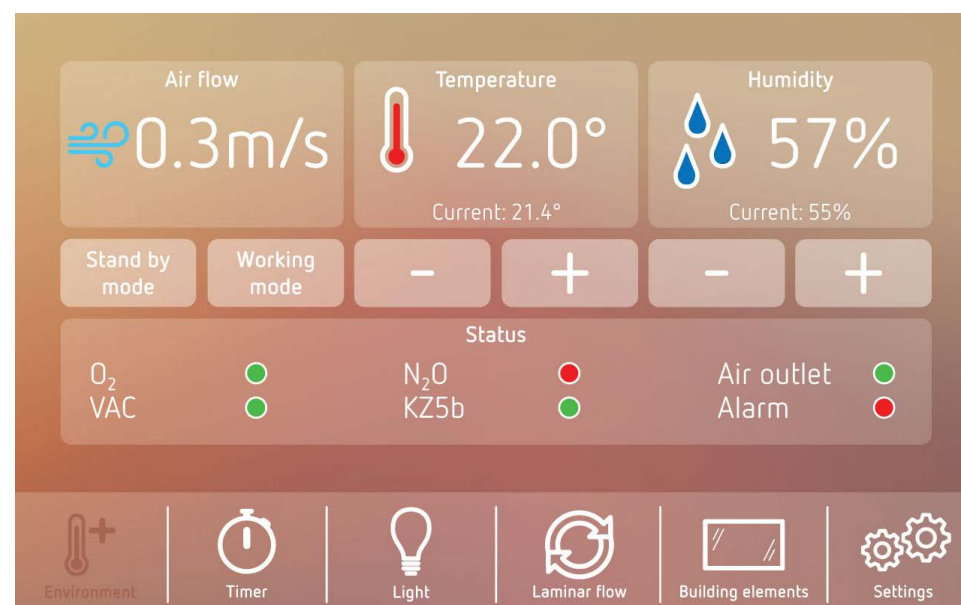 Air flow
0.3m/s
Temperature
22.0°
Current: 21.4°
Humidity
57%
Current: 55%
Stand by
mode
Working
mode
-
+
-
+
Status
O₂
VAC
N₂O
KZ5b
Air outlet
Alarm
Environment
Timer
Light
Laminar flow
Building elements
Settings